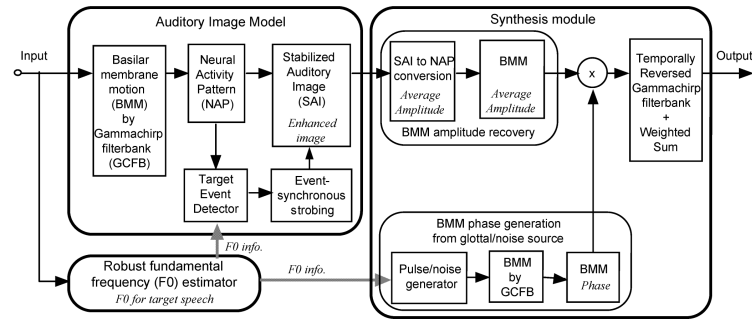 Auditory Image Model
Synthesis module
Input
Basilar
membrane
motion
(BMM)
by
Gammachirp
filterbank
(GCFB)
Neural
Activity
Pattern
(NAP)
Stabilized
Auditory
Image
(SAI)
Enhanced
image
Target
Event
Detector
Event-
synchronous
strobing
SAI to NAP
conversion
Average
Amplitude
BMM
Average
Amplitude
BMM amplitude recovery
x
Temporally
Reversed
Gammachirp
filterbank
+
Weighted
Sum
Output
F0 info.
Robust fundamental
frequency (F0) estimator
F0 for target speech
F0 info.
BMM phase generation
from glottal/noise source
Pulse/noise
generator
BMM
by
GCFB
BMM
Phase